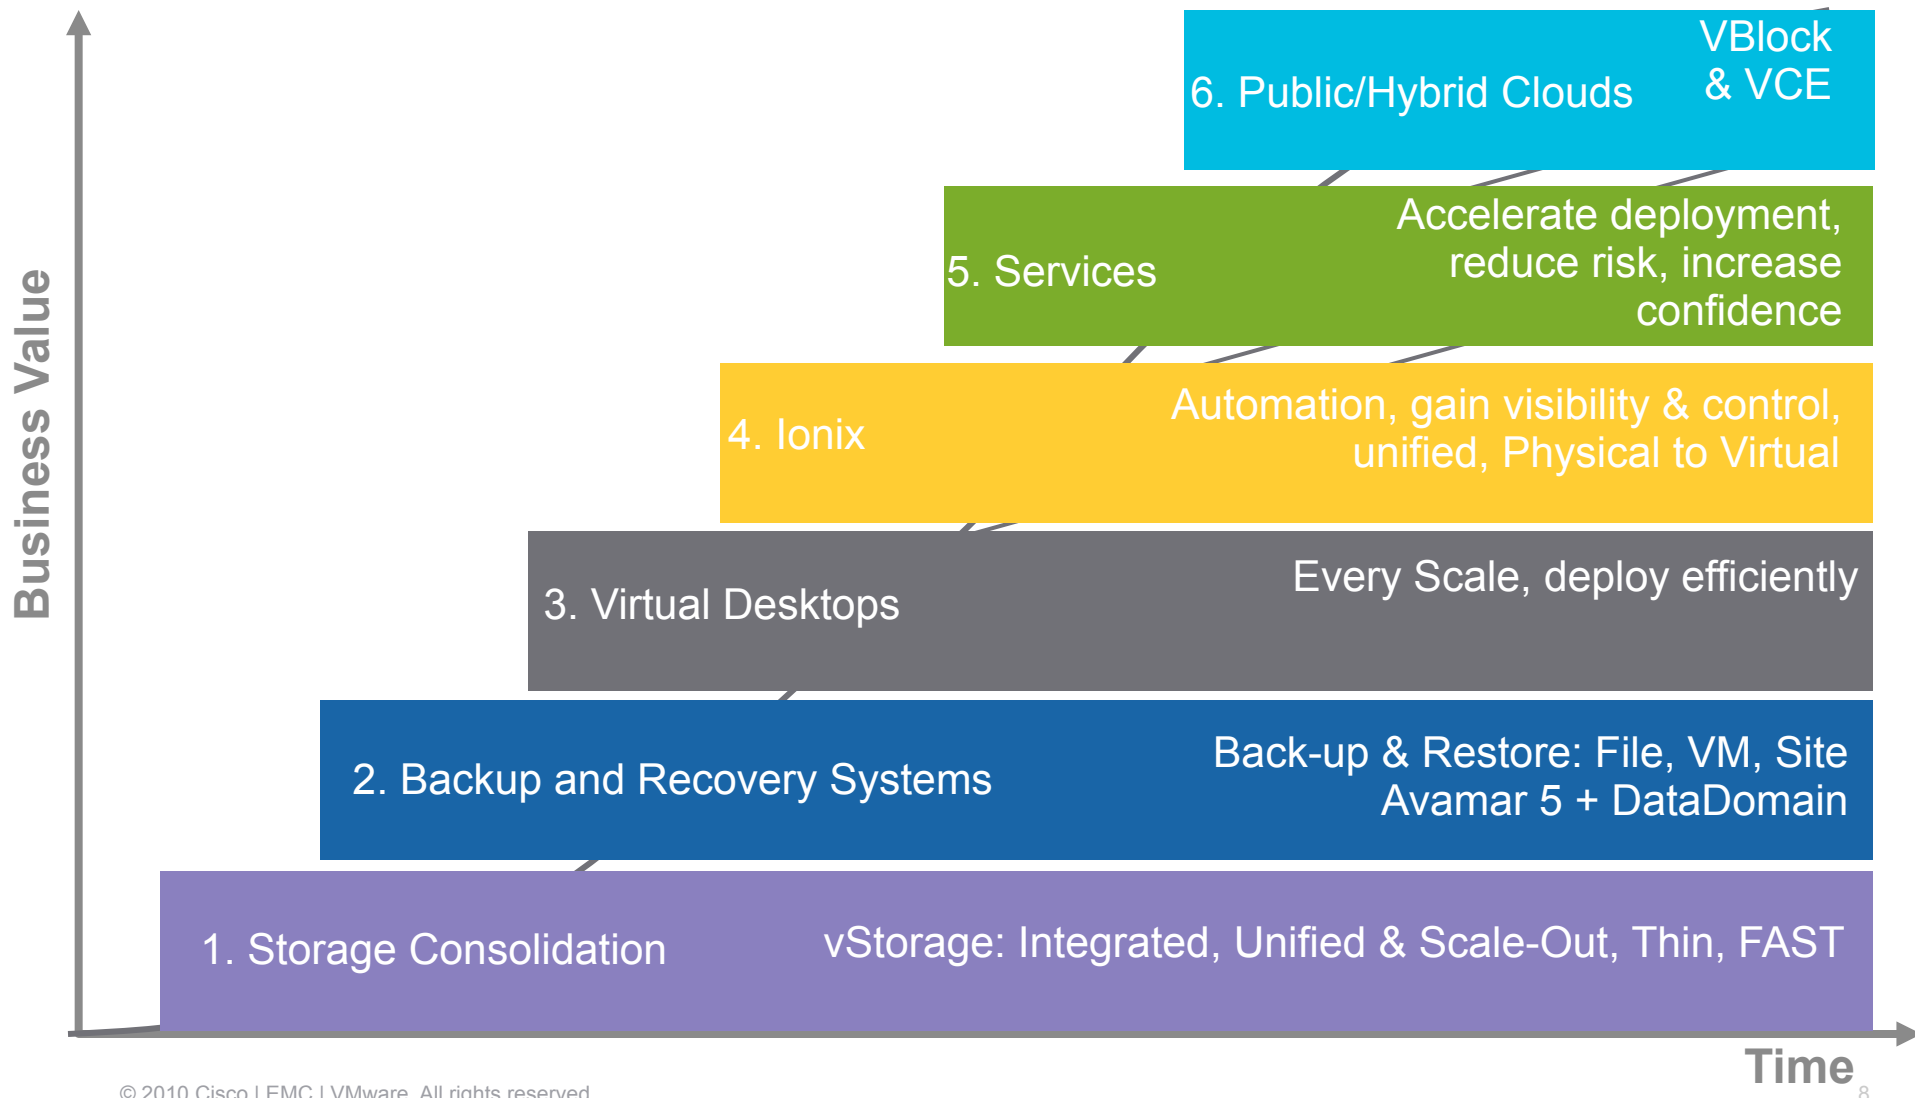 Business Value
6. Public/Hybrid Clouds
VBlock
& VCE
5. Services
Accelerate deployment,
reduce risk, increase
confidence
4. Ionix
Automation, gain visibility & control,
unified, Physical to Virtual
3. Virtual Desktops
Every Scale, deploy efficiently
2. Backup and Recovery Systems
Back-up & Restore: File, VM, Site
Avamar 5 + DataDomain
1. Storage Consolidation
vStorage: Integrated, Unified & Scale-Out, Thin, FAST
Time
© 2010 Cisco | EMC | VMware. All rights reserved.
8